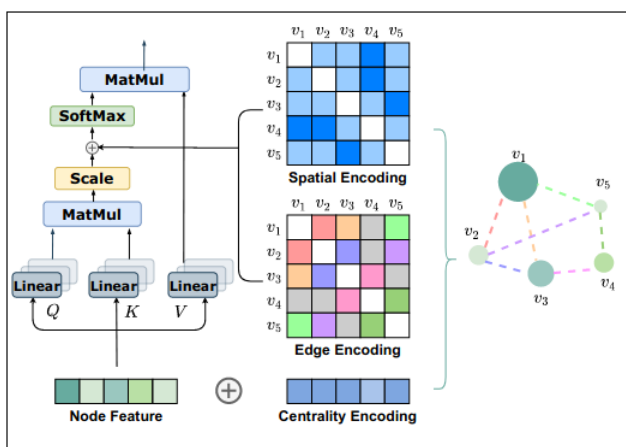 MatMul
SoftMax
Scale
MatMul
Linear Linear Linear
Q K V
Node Feature
v1 v2 v3 v4 v5
v1
v2
v3
v4
v5
Spatial Encoding
v1 v2 v3 v4 v5
v1
v2
v3
v4
v5
Edge Encoding
Centrality Encoding
v1
v5
v2
v3
v4